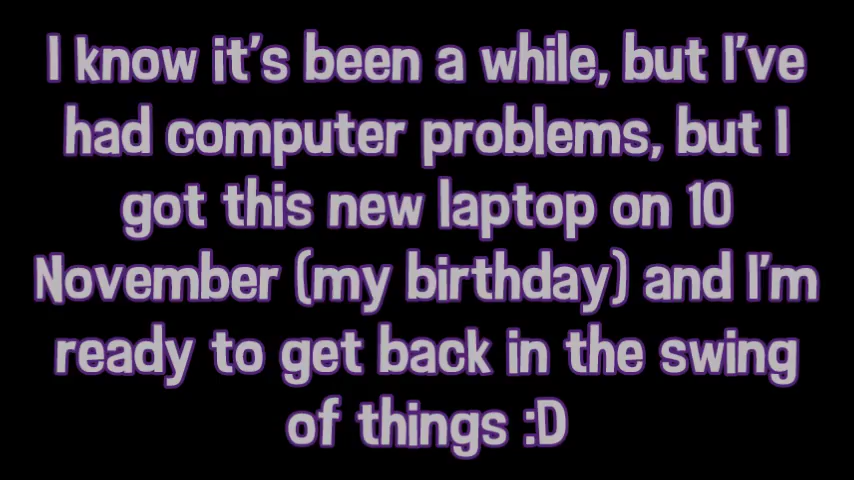 I know it's been a while, but I've
had computer problems, but I
got this new laptop on 10
November (my birthday) and I'm
ready to get back in the swing
of things :D